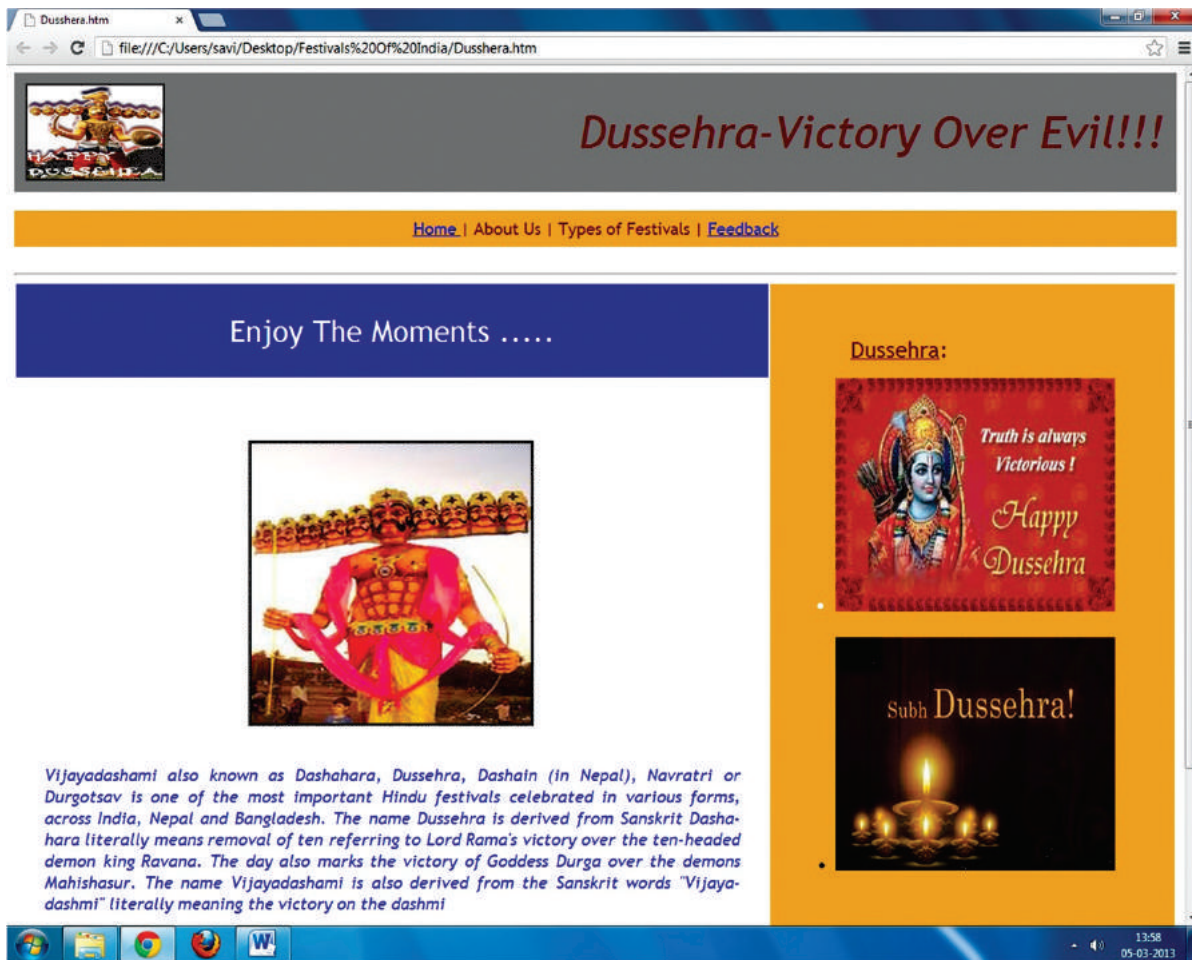 Dusshera.htm
file:///C:/Users/savi/Desktop/Festivals%20Of%20India/Dusshera.htm
HAPPY
DUSSEHRA
Dussehra-Victory Over Evil!!!
Home | About Us | Types of Festivals | Feedback
Enjoy The Moments .....
Vijayadashami also known as Dashahara, Dussehra, Dashain (in Nepal), Navratri or
Durgotsav is one of the most important Hindu festivals celebrated in various forms,
across India, Nepal and Bangladesh. The name Dussehra is derived from Sanskrit Dasha-
hara literally means removal of ten referring to Lord Rama's victory over the ten-headed
demon king Ravana. The day also marks the victory of Goddess Durga over the demons
Mahishasur. The name Vijayadashami is also derived from the Sanskrit words "Vijaya-
dashmi" literally meaning the victory on the dashmi
Dussehra:
Truth is always
Victorious !
Happy
Dussehra
Subh Dussehra!
13:58
05-03-2013